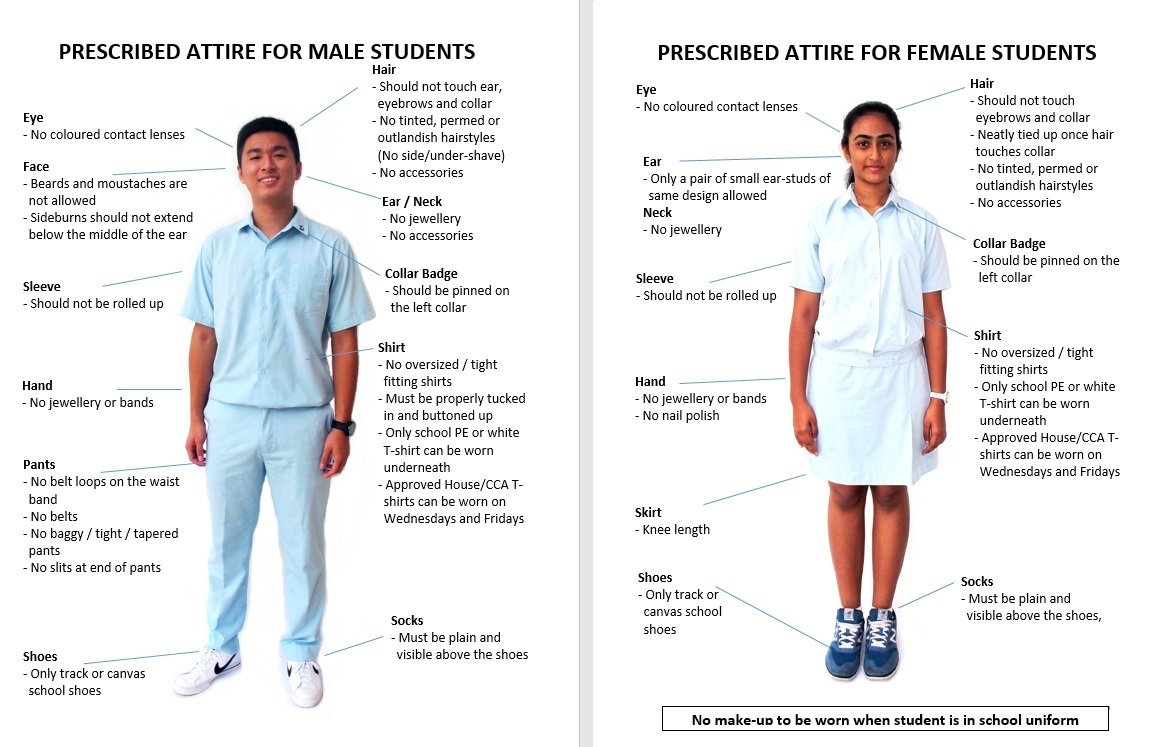 PRESCRIBED ATTIRE FOR MALE STUDENTS
Hair
- Should not touch ear,
eyebrows and collar
- No tinted, permed or
outlandish hairstyles
(No side/under-shave)
- No accessories
Eye
- No coloured contact lenses
Face
- Beards and moustaches are
not allowed
- Sideburns should not extend
below the middle of the ear
Ear / Neck
- No jewellery
- No accessories
Collar Badge
- Should be pinned on
the left collar
Sleeve
- Should not be rolled up
Shirt
- No oversized / tight
fitting shirts
- Must be properly tucked
in and buttoned up
- Only school PE or white
T-shirt can be worn
underneath
- Approved House/CCA T-
shirts can be worn on
Wednesdays and Fridays
Hand
- No jewellery or bands
Pants
- No belt loops on the waist
band
- No belts
- No baggy / tight / tapered
pants
- No slits at end of pants
Socks
- Must be plain and
visible above the shoes
Shoes
- Only track or canvas
school shoes
PRESCRIBED ATTIRE FOR FEMALE STUDENTS
Eye
- No coloured contact lenses
Hair
- Should not touch
eyebrows and collar
- Neatly tied up once hair
touches collar
- No tinted, permed or
outlandish hairstyles
- No accessories
Ear
- Only a pair of small ear-studs of
same design allowed
Neck
- No jewellery
Collar Badge
- Should be pinned on the
left collar
Sleeve
- Should not be rolled up
Shirt
- No oversized / tight
fitting shirts
- Only school PE or white
T-shirt can be worn
underneath
- Approved House/CCA T-
shirts can be worn on
Wednesdays and Fridays
Hand
- No jewellery or bands
- No nail polish
Skirt
- Knee length
Shoes
- Only track or
canvas school
shoes
Socks
- Must be plain and
visible above the shoes,
No make-up to be worn when student is in school uniform